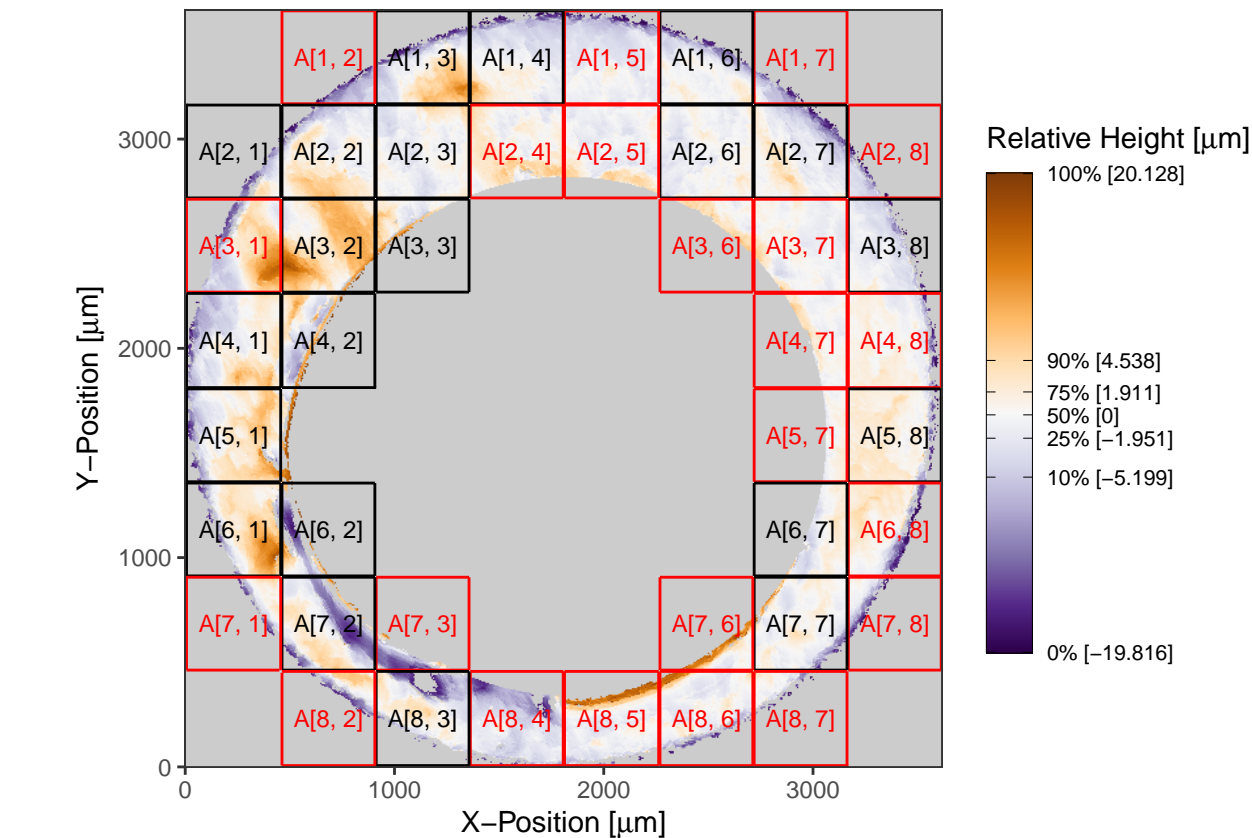 A[1, 2] A[1, 3] A[1, 4] A[1, 5] A[1, 6] A[1, 7]
A[2, 1] A[2, 2] A[2, 3] A[2, 4] A[2, 5] A[2, 6] A[2, 7] A[2, 8]
A[3, 1] A[3, 2] A[3, 3] A[3, 6] A[3, 7] A[3, 8]
A[4, 1] A[4, 2] A[4, 7] A[4, 8]
A[5, 1] A[5, 7] A[5, 8]
A[6, 1] A[6, 2] A[6, 7] A[6, 8]
A[7, 1] A[7, 2] A[7, 3] A[7, 6] A[7, 7] A[7, 8]
A[8, 2] A[8, 3] A[8, 4] A[8, 5] A[8, 6] A[8, 7]
3000
2000
1000
0
Y−Position [μm]
0 1000 2000 3000
X−Position [μm]
Relative Height [μm]
100% [20.128]
90% [4.538]
75% [1.911]
50% [0]
25% [−1.951]
10% [−5.199]
0% [−19.816]